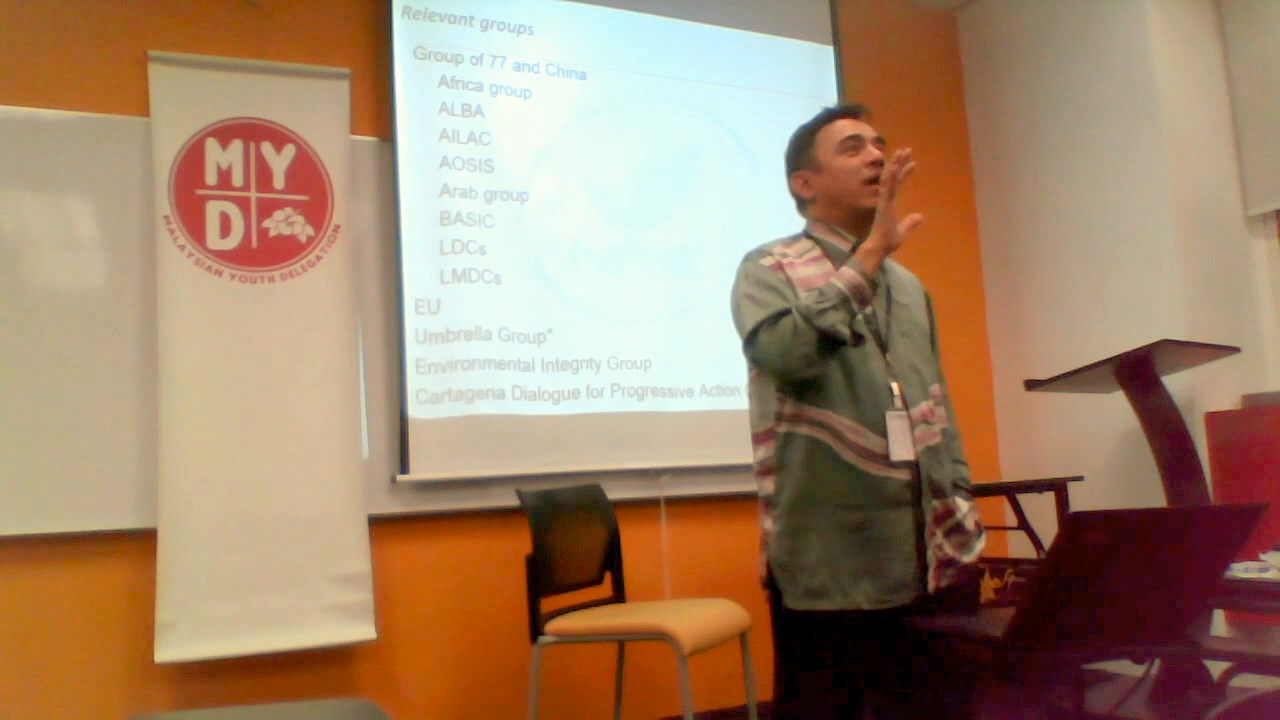 MY
D
MALAYSIAN YOUTH DELEGATION
Relevant groups
Group of 77 and China
Africa group
ALBA
AILAC
AOSIS
Arab group
BASIC
LDCs
LMDCs
EU
Umbrella Group*
Environmental Integrity Group
Cartagena Dialogue for Progressive Action